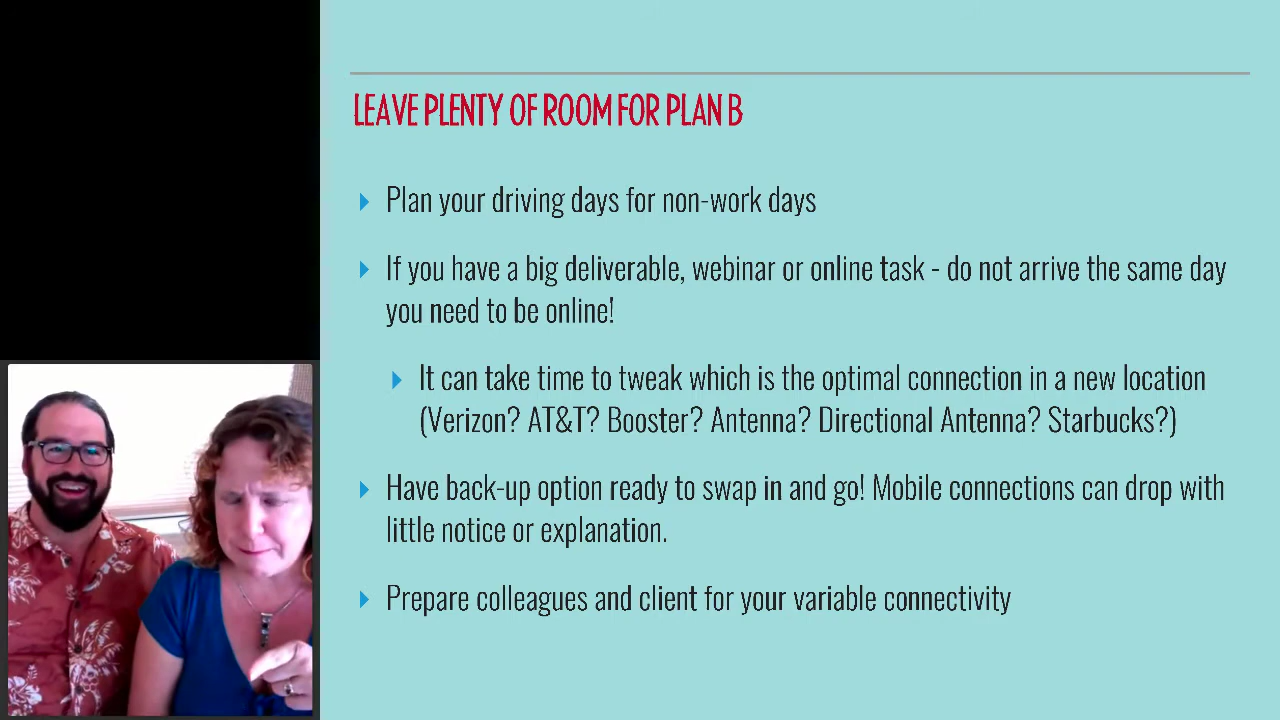 LEAVE PLENTY OF ROOM FOR PLAN B
Plan your driving days for non-work days
If you have a big deliverable, webinar or online task - do not arrive the same day
you need to be online!
It can take time to tweak which is the optimal connection in a new location
(Verizon? AT&T? Booster? Antenna? Directional Antenna? Starbucks?)
Have back-up option ready to swap in and go! Mobile connections can drop with
little notice or explanation.
Prepare colleagues and client for your variable connectivity